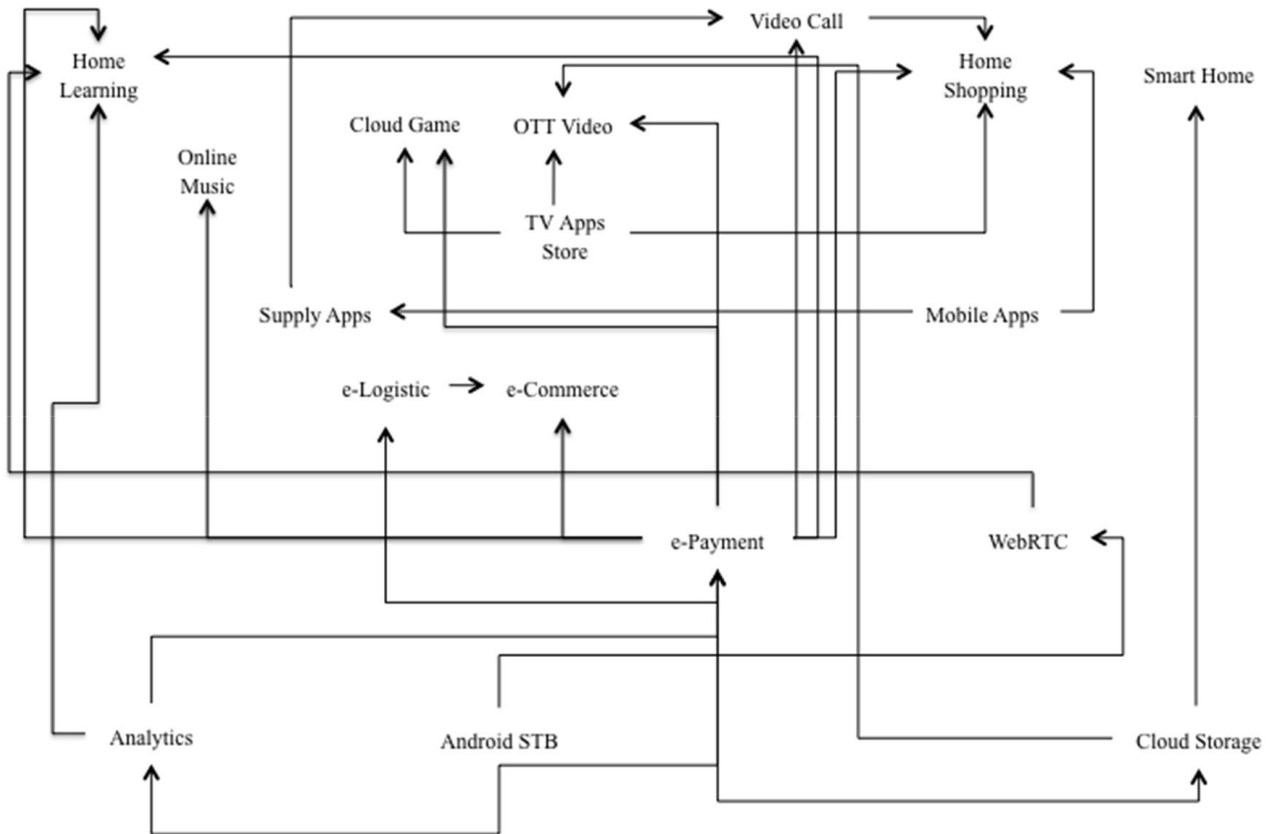 Video Call
Home
Learning
Home
Shopping
Smart Home
Cloud Game
OTT Video
Online
Music
TV Apps
Store
Supply Apps
Mobile Apps
e-Logistic
e-Commerce
e-Payment
WebRTC
Analytics
Android STB
Cloud Storage